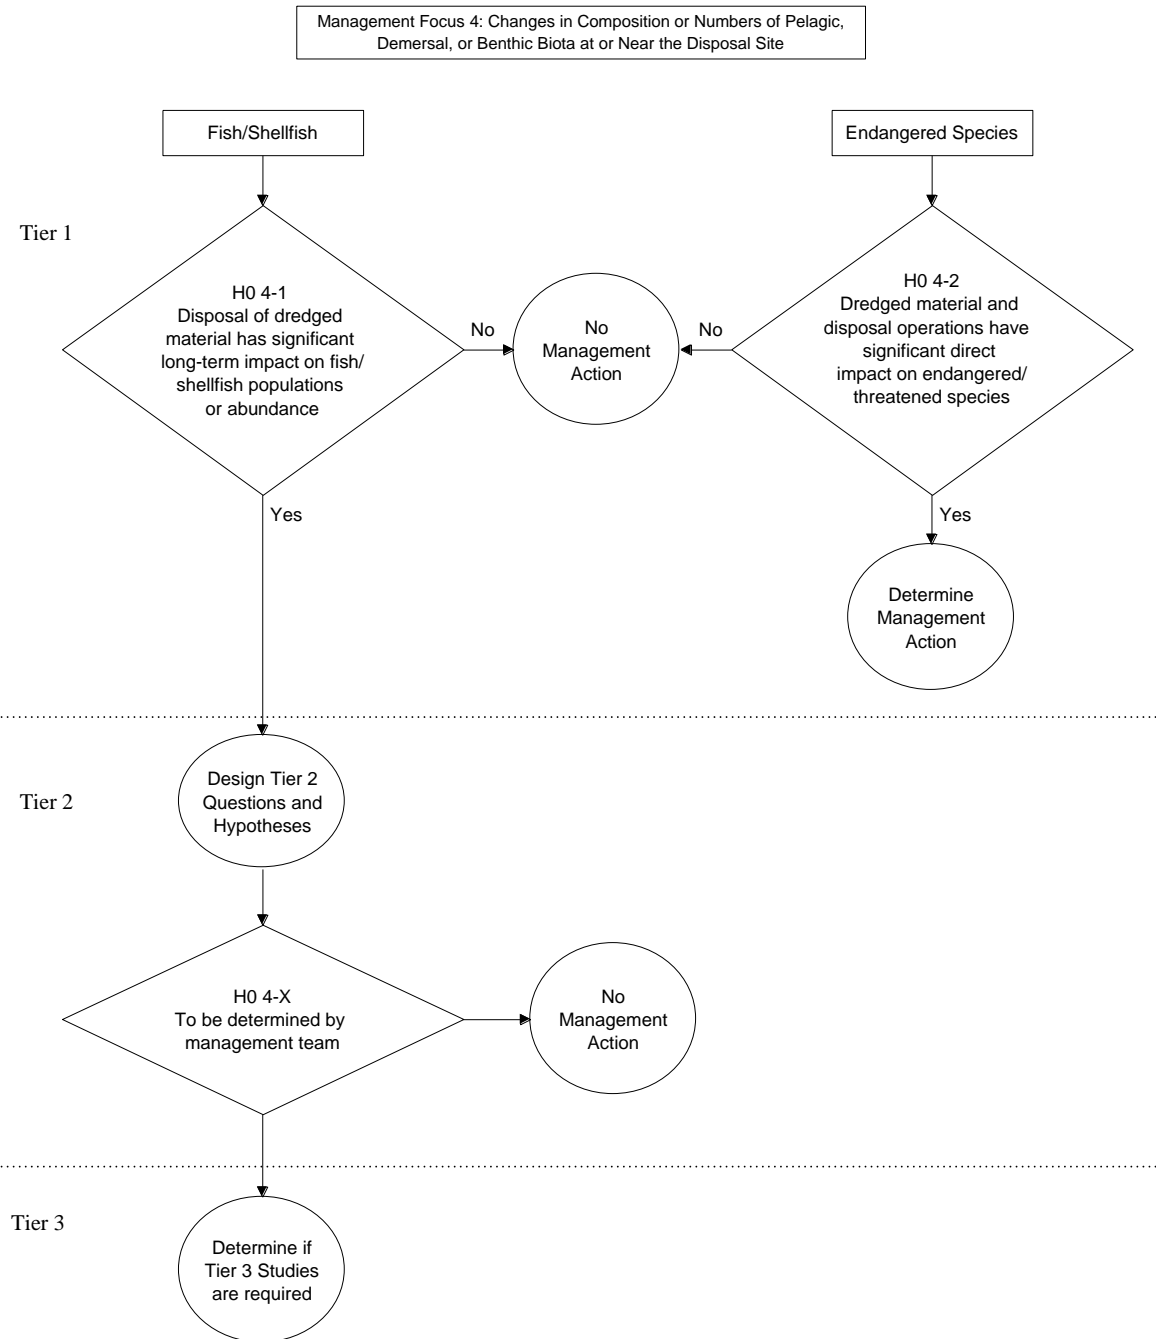 Management Focus 4: Changes in Composition or Numbers of Pelagic,
Demersal, or Benthic Biota at or Near the Disposal Site
Fish/Shellfish
Endangered Species
Tier 1
H0 4-1
Disposal of dredged
material has significant
long-term impact on fish/
shellfish populations
or abundance
No
No
Management
Action
No
H0 4-2
Dredged material and
disposal operations have
significant direct
impact on endangered/
threatened species
Yes
Yes
Determine
Management
Action
Tier 2
Design Tier 2
Questions and
Hypotheses
H0 4-X
To be determined by
management team
No
Management
Action
Tier 3
Determine if
Tier 3 Studies
are required